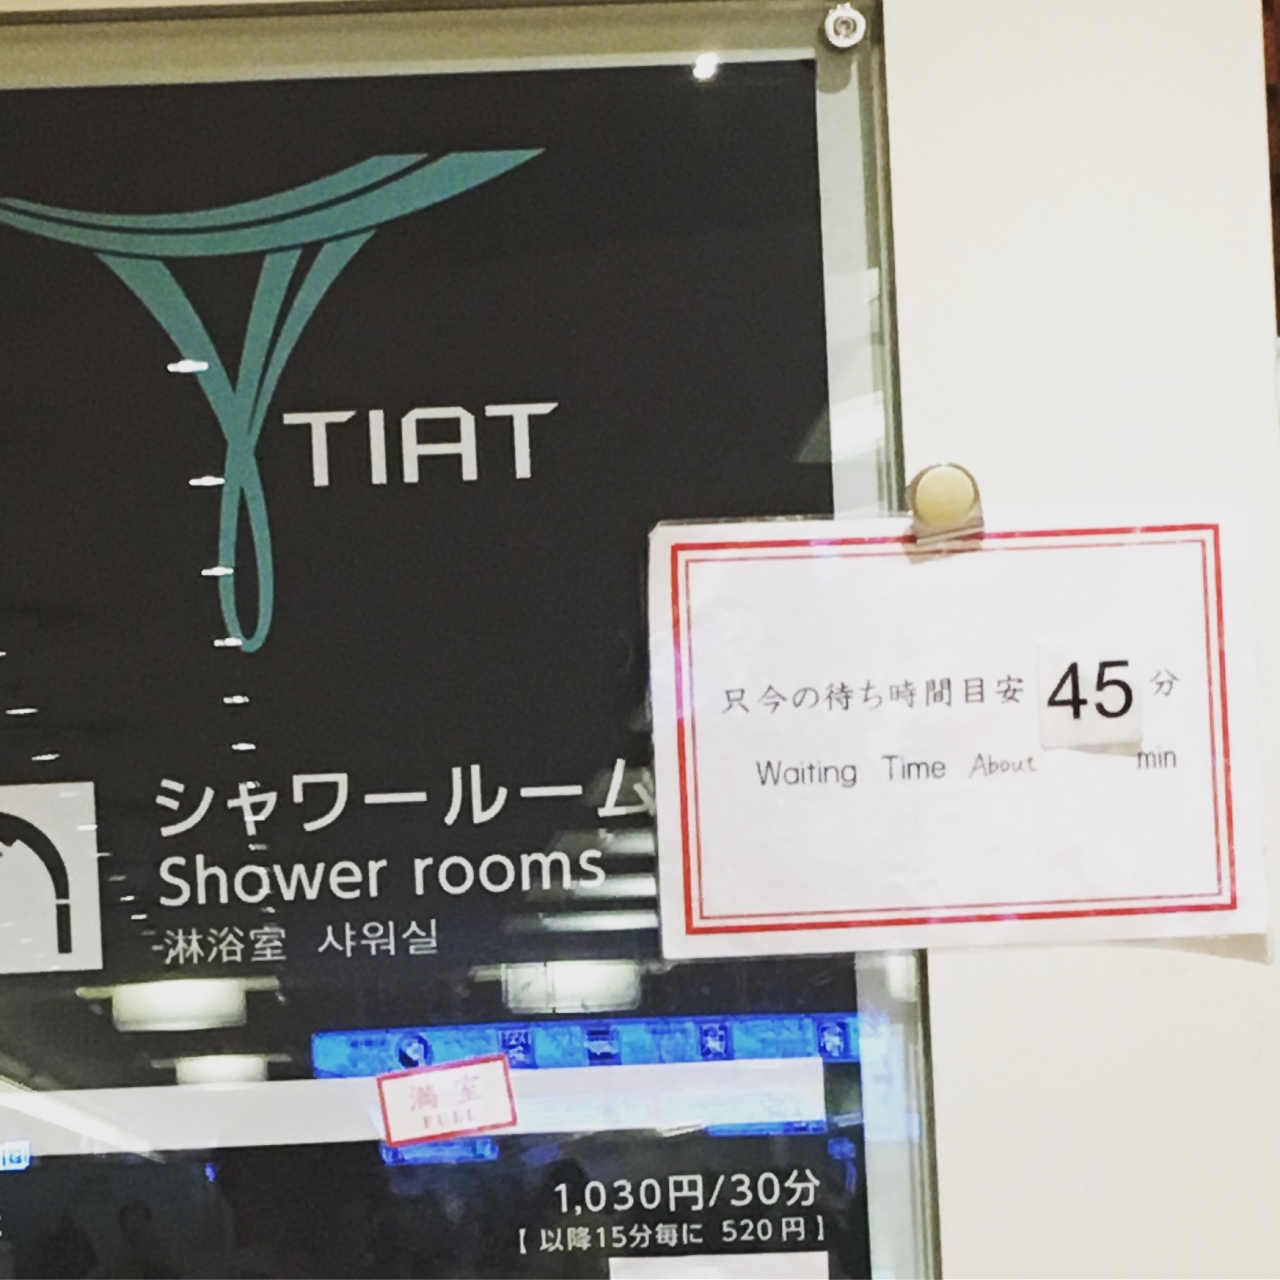 TIAT
シャワールーム
Shower rooms
淋浴室 샤워실
只今の待ち時間目安 45 分
Waiting Time About min
満室
FULL
1,030円/30分
【以降15分毎に 520円】